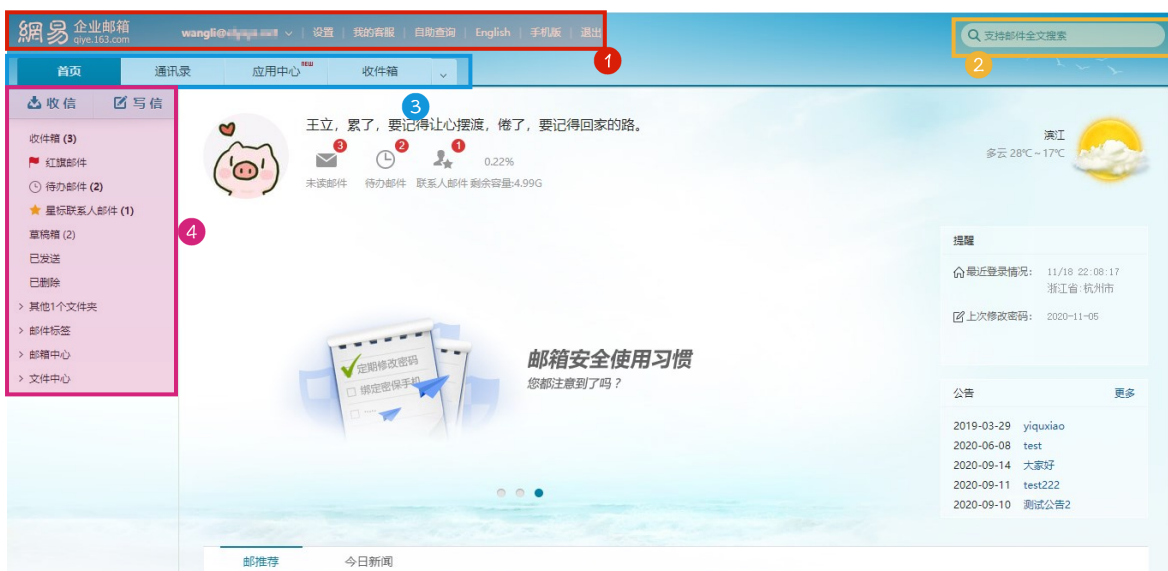 網易 企业邮箱
qiye.163.com
wangli@ 设置 | 我的客服 | 自助查询 | English | 手机版 | 退出
支持邮件全文搜索
1
2
首页 通讯录 应用中心 NEW 收件箱
3
收信 写信
收件箱 (3)
红旗邮件
待办邮件 (2)
星标联系人邮件 (1)
草稿箱 (2)
已发送
已删除
其他1个文件夹
邮件标签
邮箱中心
文件中心
4
王立，累了，要记得让心摆渡，倦了，要记得回家的路。
3 2 1
0.22%
未读邮件 待办邮件 联系人邮件 剩余容量:4.99G
滨江
多云 28℃~17℃
定期修改密码
绑定密保手机
邮箱安全使用习惯
您都注意到了吗？
提醒
最近登录情况： 11/18 22:08:17
浙江省:杭州市
上次修改密码： 2020-11-05
公告 更多
2019-03-29 yiquxiao
2020-06-08 test
2020-09-14 大家好
2020-09-11 test222
2020-09-10 测试公告2
邮推荐 今日新闻